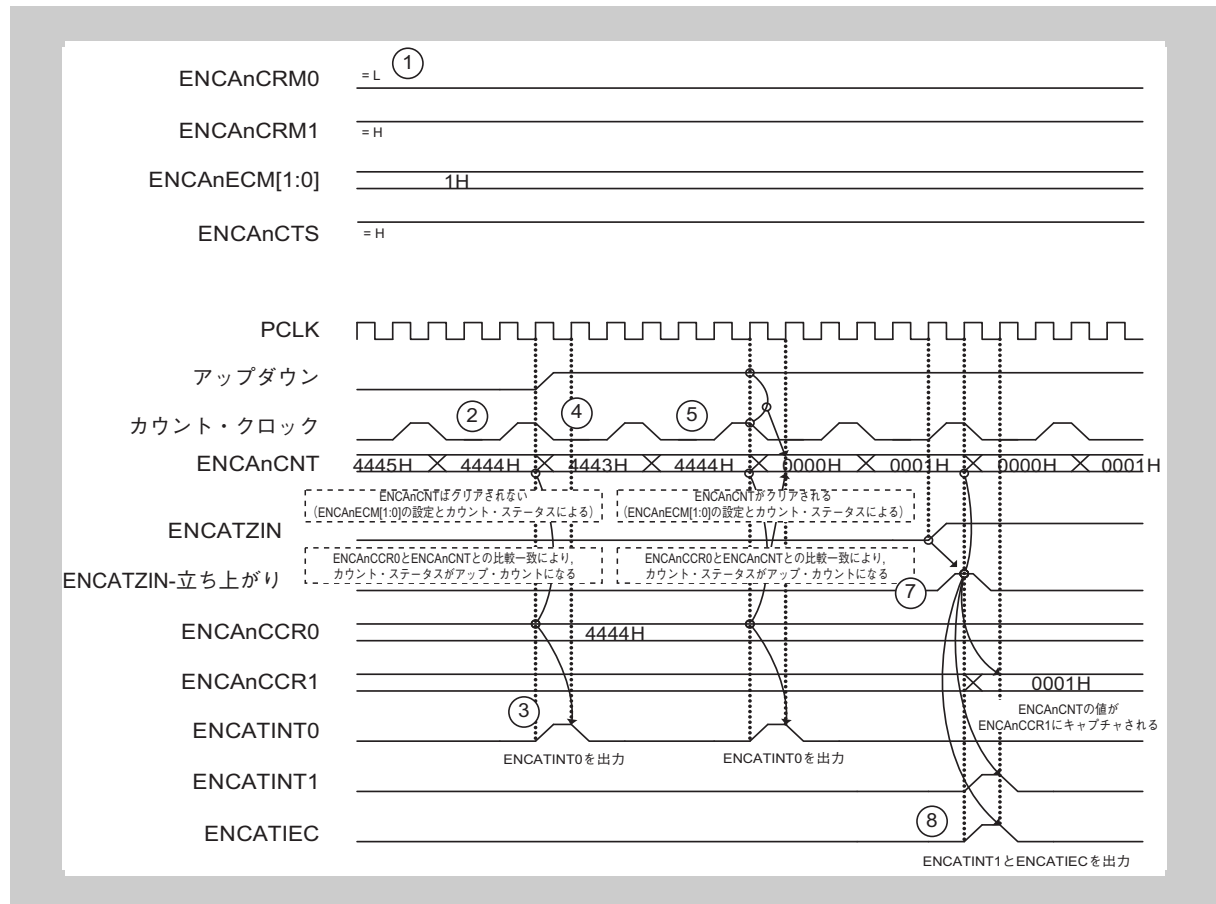 ENCAnCRM0
= L
①
ENCAnCRM1
= H
ENCAnECM[1:0]
1H
ENCAnCTS
= H
PCLK
アップダウン
カウント・クロック
②
④
⑤
ENCAnCNT
4445H
4444H
4443H
4444H
0000H
0001H
0000H
0001H
ENCAnCNTはクリアされない
(ENCAnECM[1:0]の設定とカウント・ステータスによる)
ENCAnCNTがクリアされる
(ENCAnECM[1:0]の設定とカウント・ステータスによる)
ENCATZIN
ENCAnCCR0とENCAnCNTとの比較一致により,
カウント・ステータスがアップ・カウントになる
ENCAnCCR0とENCAnCNTとの比較一致により,
カウント・ステータスがアップ・カウントになる
ENCATZIN-立ち上がり
⑦
ENCAnCCR0
4444H
ENCAnCCR1
0001H
ENCAnCNTの値が
ENCAnCCR1にキャプチャされる
③
ENCATINT0
ENCATINT0を出力
ENCATINT0を出力
ENCATINT1
⑧
ENCATIEC
ENCATINT1とENCATIECを出力